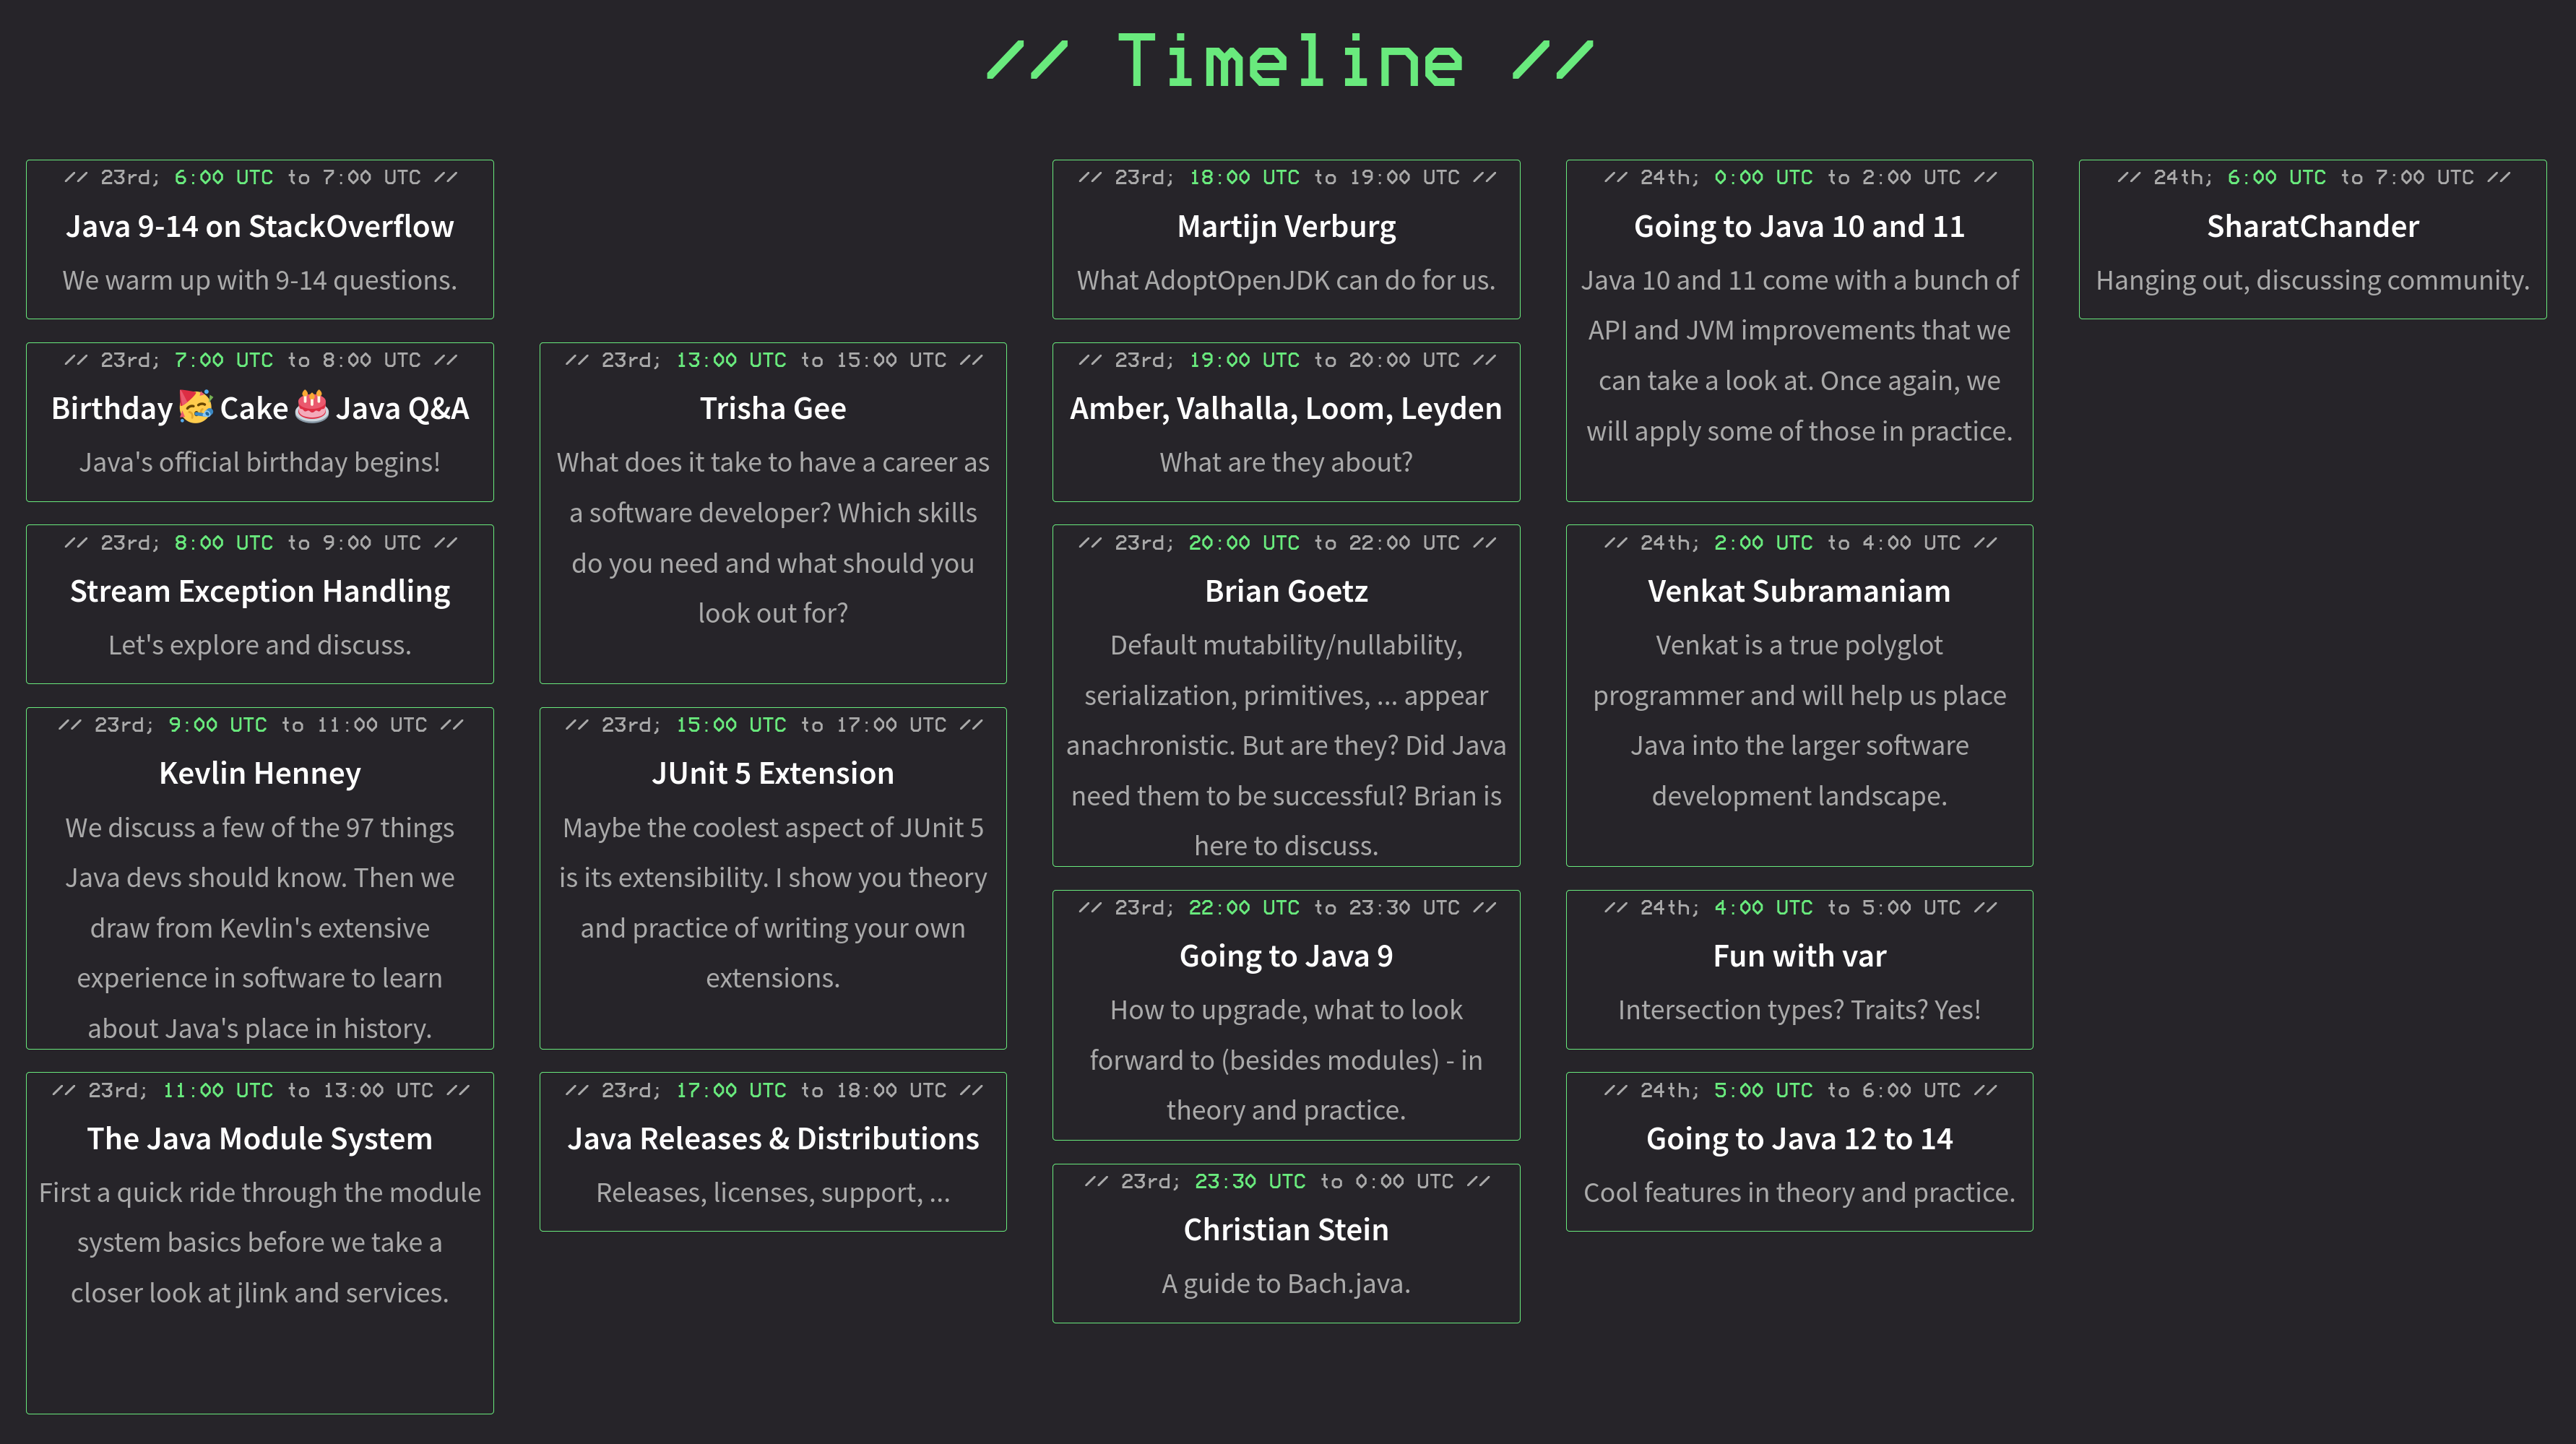 // Timeline //
// 23rd; 6:00 UTC to 7:00 UTC //
Java 9-14 on StackOverflow
We warm up with 9-14 questions.
// 23rd; 7:00 UTC to 8:00 UTC //
Birthday 🥳 Cake 🎂 Java Q&A
Java's official birthday begins!
// 23rd; 8:00 UTC to 9:00 UTC //
Stream Exception Handling
Let's explore and discuss.
// 23rd; 9:00 UTC to 11:00 UTC //
Kevlin Henney
We discuss a few of the 97 things
Java devs should know. Then we
draw from Kevlin's extensive
experience in software to learn
about Java's place in history.
// 23rd; 11:00 UTC to 13:00 UTC //
The Java Module System
First a quick ride through the module
system basics before we take a
closer look at jlink and services.
// 23rd; 13:00 UTC to 15:00 UTC //
Trisha Gee
What does it take to have a career as
a software developer? Which skills
do you need and what should you
look out for?
// 23rd; 15:00 UTC to 17:00 UTC //
JUnit 5 Extension
Maybe the coolest aspect of JUnit 5
is its extensibility. I show you theory
and practice of writing your own
extensions.
// 23rd; 17:00 UTC to 18:00 UTC //
Java Releases & Distributions
Releases, licenses, support, ...
// 23rd; 18:00 UTC to 19:00 UTC //
Martijn Verburg
What AdoptOpenJDK can do for us.
// 23rd; 19:00 UTC to 20:00 UTC //
Amber, Valhalla, Loom, Leyden
What are they about?
// 23rd; 20:00 UTC to 22:00 UTC //
Brian Goetz
Default mutability/nullability,
serialization, primitives, ... appear
anachronistic. But are they? Did Java
need them to be successful? Brian is
here to discuss.
// 23rd; 22:00 UTC to 23:30 UTC //
Going to Java 9
How to upgrade, what to look
forward to (besides modules) - in
theory and practice.
// 23rd; 23:30 UTC to 0:00 UTC //
Christian Stein
A guide to Bach.java.
// 24th; 0:00 UTC to 2:00 UTC //
Going to Java 10 and 11
Java 10 and 11 come with a bunch of
API and JVM improvements that we
can take a look at. Once again, we
will apply some of those in practice.
// 24th; 2:00 UTC to 4:00 UTC //
Venkat Subramaniam
Venkat is a true polyglot
programmer and will help us place
Java into the larger software
development landscape.
// 24th; 4:00 UTC to 5:00 UTC //
Fun with var
Intersection types? Traits? Yes!
// 24th; 5:00 UTC to 6:00 UTC //
Going to Java 12 to 14
Cool features in theory and practice.
// 24th; 6:00 UTC to 7:00 UTC //
SharatChander
Hanging out, discussing community.